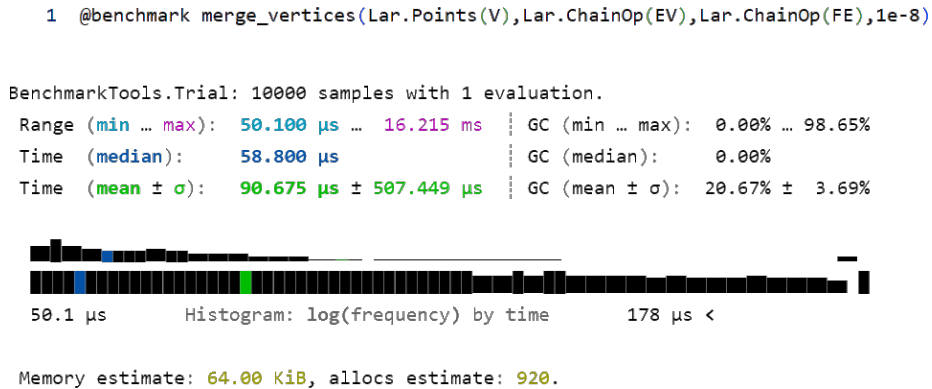 1 @benchmark merge_vertices(Lar.Points(V),Lar.ChainOp(EV),Lar.ChainOp(FE),1e-8)
BenchmarkTools.Trial: 10000 samples with 1 evaluation.
Range (min … max): 50.100 μs … 16.215 ms ┊ GC (min … max): 0.00% … 98.65%
Time (median): 58.800 μs ┊ GC (median): 0.00%
Time (mean ± σ): 90.675 μs ± 507.449 μs ┊ GC (mean ± σ): 20.67% ± 3.69%
50.1 μs Histogram: log(frequency) by time 178 μs <
Memory estimate: 64.00 KiB, allocs estimate: 920.